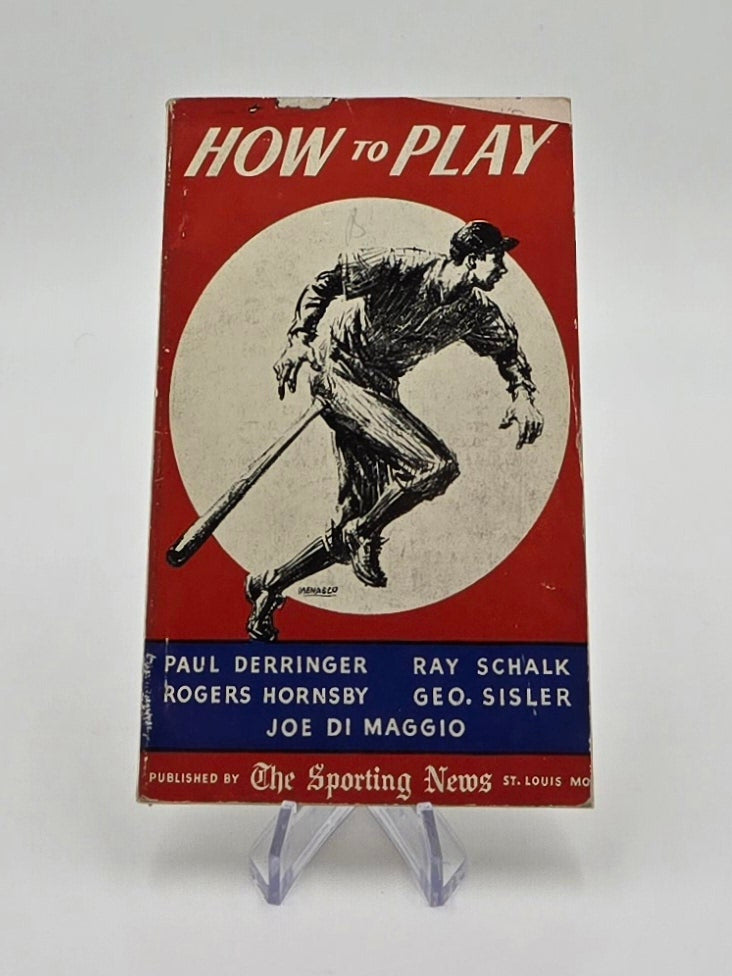 HOW TO PLAY
MENASCO
PAUL DERRINGER RAY SCHALK
ROGERS HORNSBY GEO. SISLER
JOE DI MAGGIO
PUBLISHED BY The Sporting News ST. LOUIS MO